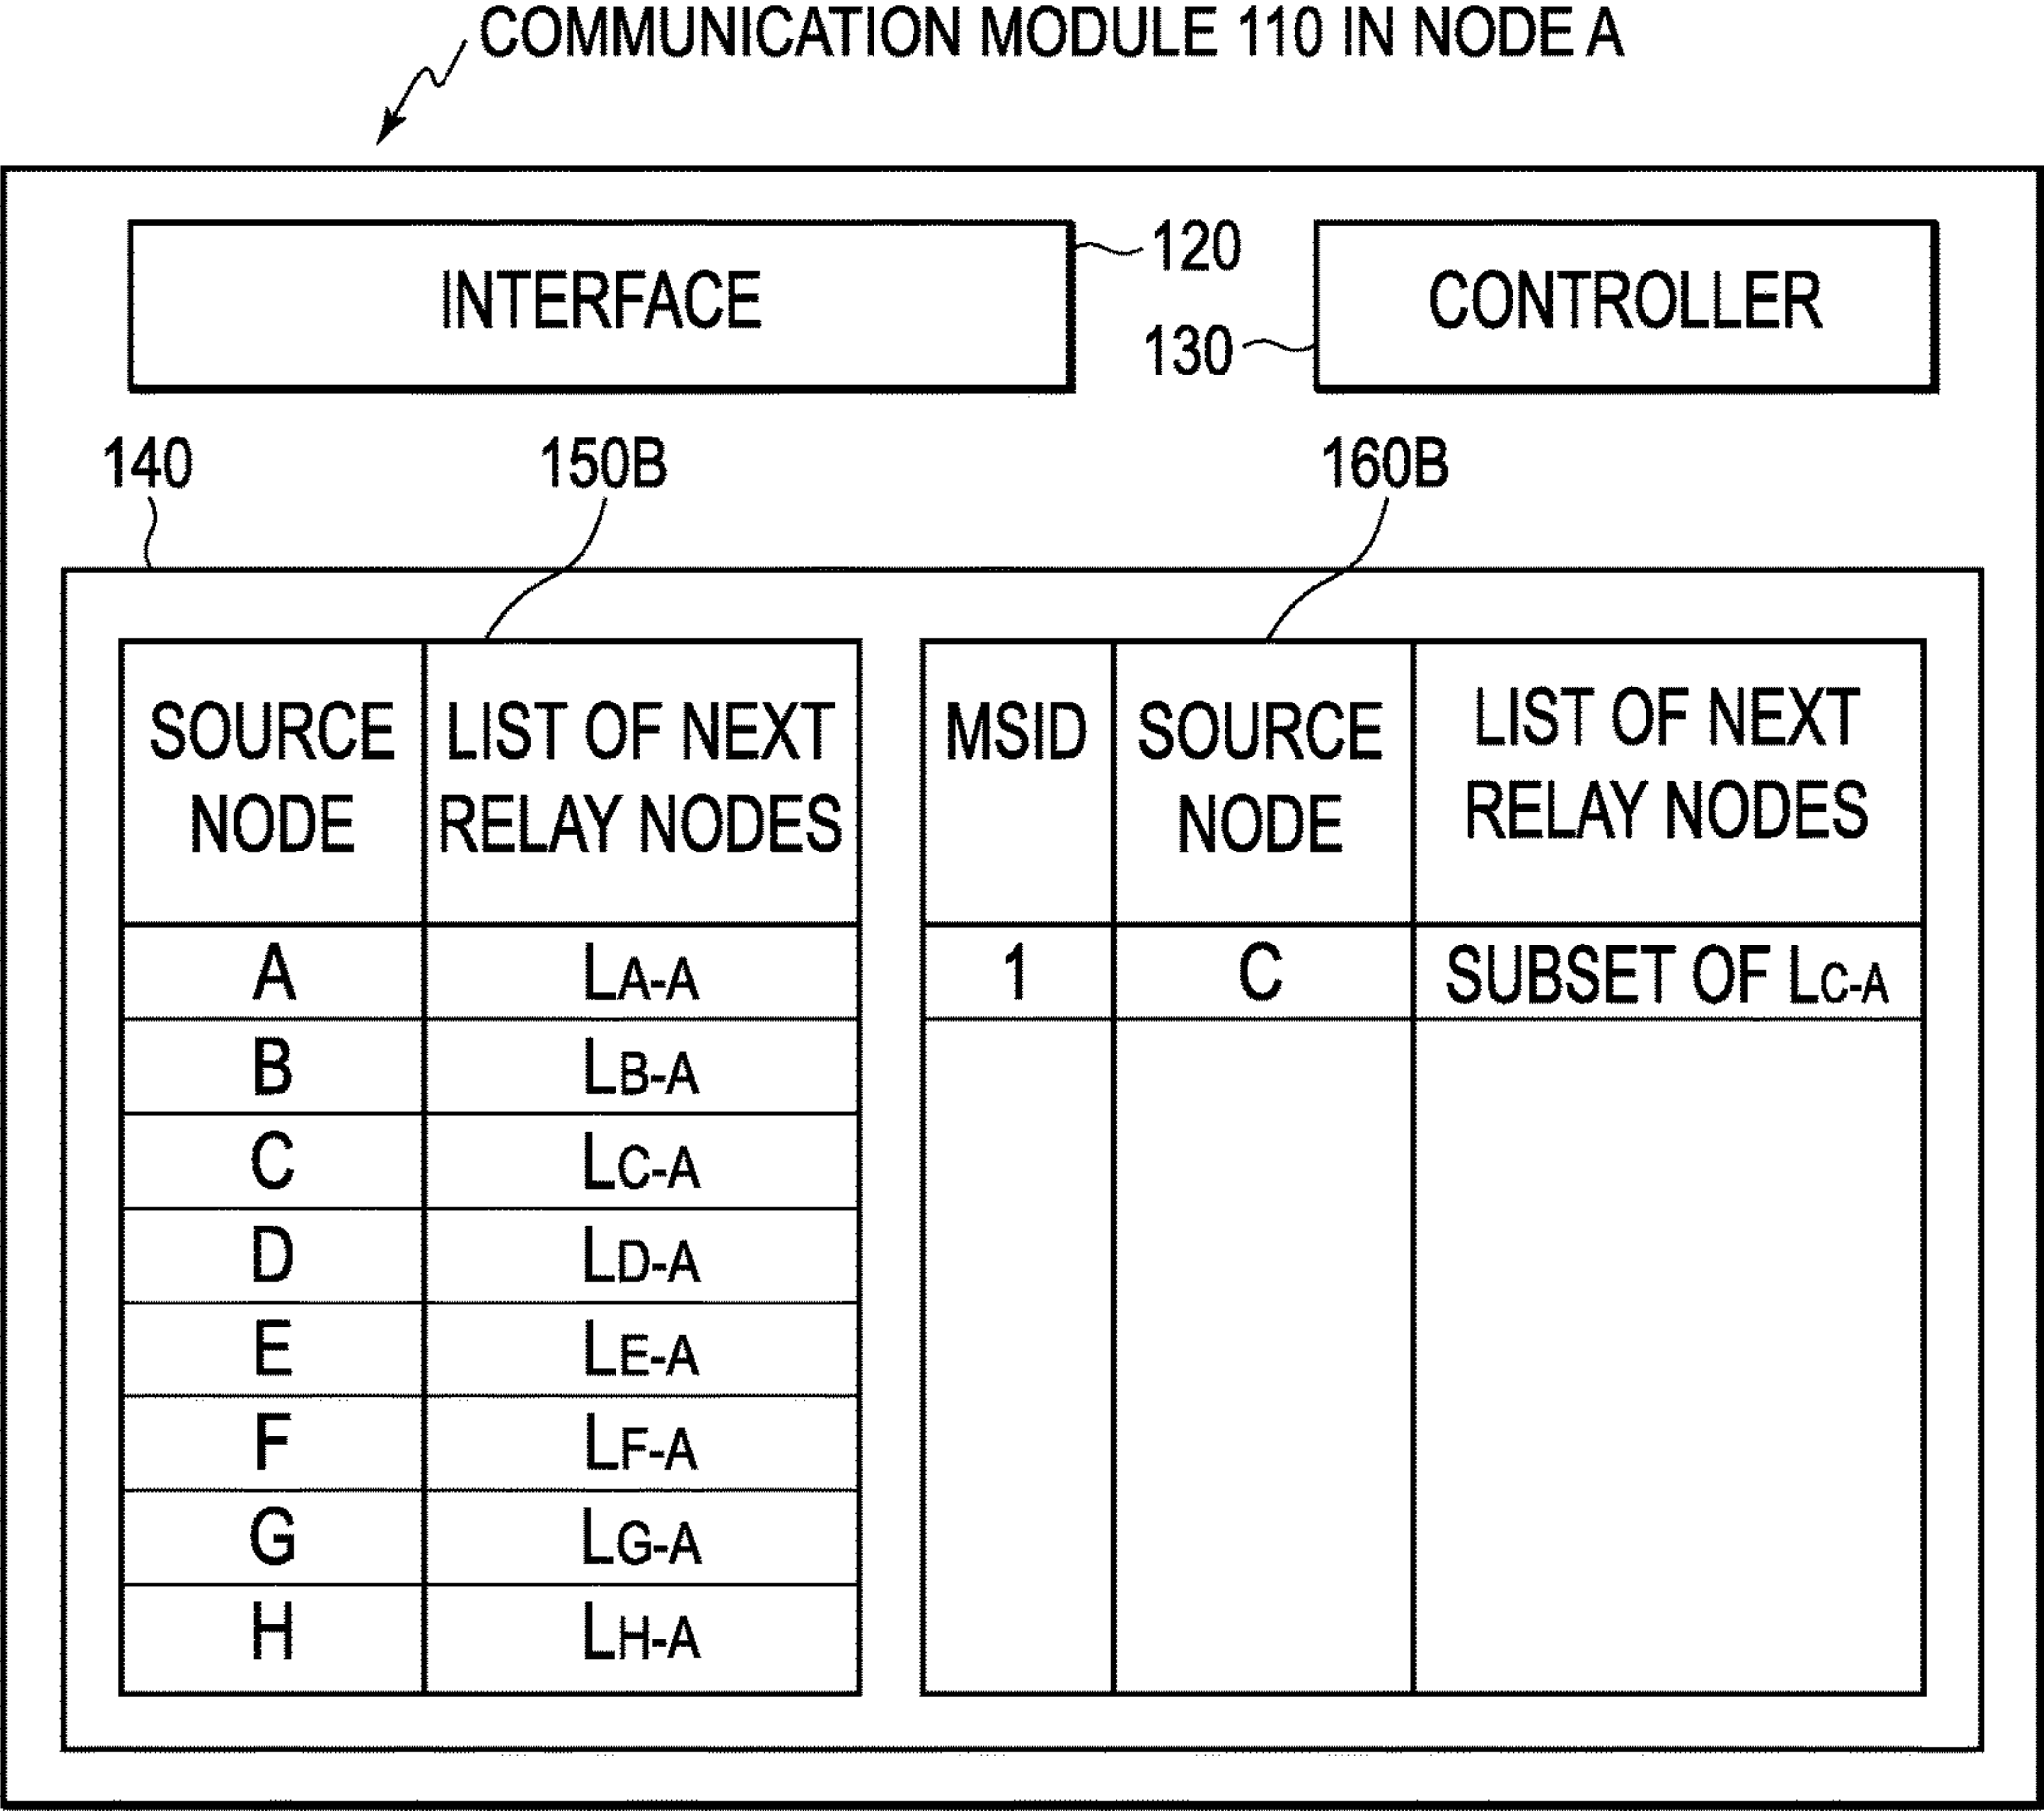 COMMUNICATION MODULE 110 IN NODE A
INTERFACE
120
130
CONTROLLER
140
150B
160B
SOURCE NODE
LIST OF NEXT RELAY NODES
A LA-A
B LB-A
C LC-A
D LD-A
E LE-A
F LF-A
G LG-A
H LH-A
MSID
SOURCE NODE
LIST OF NEXT RELAY NODES
1 C SUBSET OF LC-A